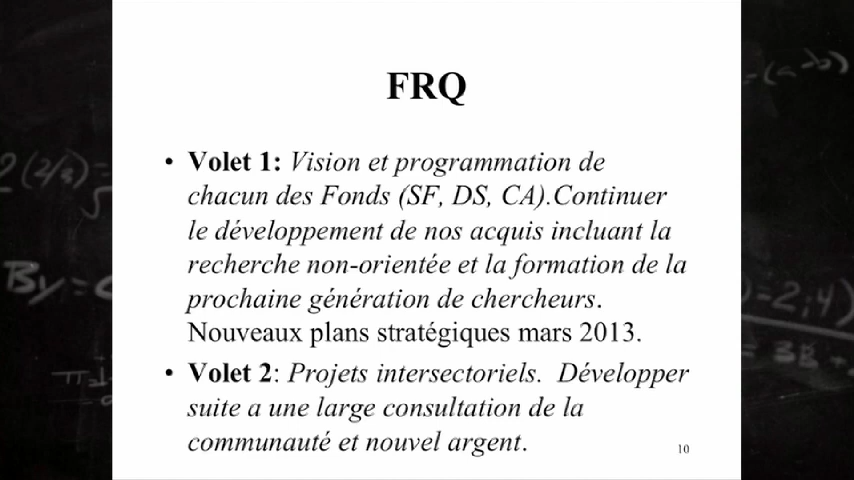 FRQ
• Volet 1: Vision et programmation de
chacun des Fonds (SF, DS, CA).Continuer
le développement de nos acquis incluant la
recherche non-orientée et la formation de la
prochaine génération de chercheurs.
Nouveaux plans stratégiques mars 2013.
• Volet 2: Projets intersectoriels. Développer
suite a une large consultation de la
communauté et nouvel argent.
10